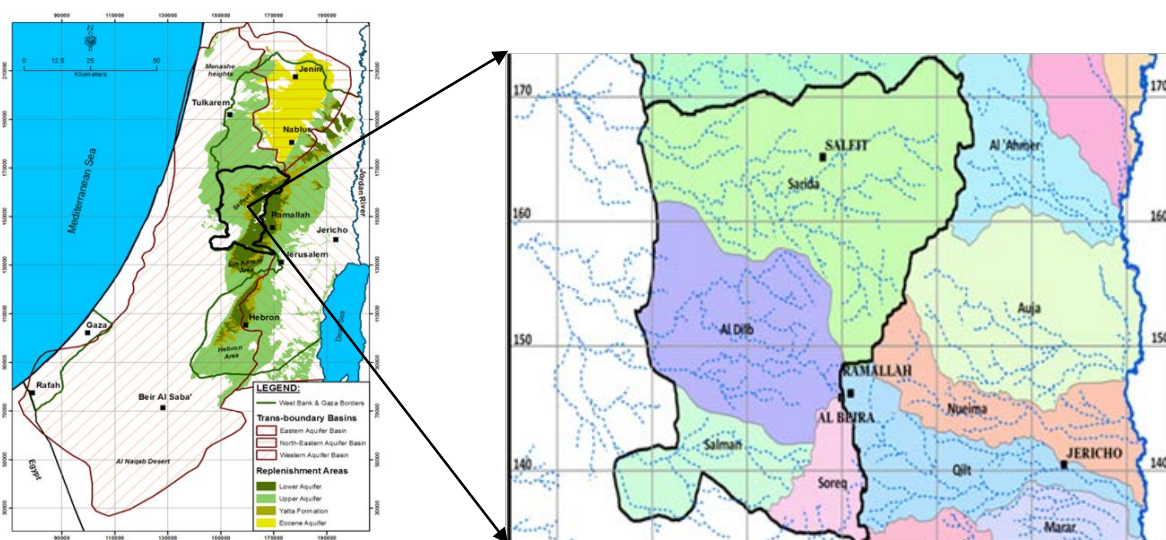 90000 110000 130000 150000 170000 190000
N
0 12.5 25 50
Kilometers
Menashe
heights
Jenin
Tulkarem
Nablus
Mediterranean Sea
Jordan River
Ramallah
Jericho
Jerusalem
Gaza
Hebron
Hebron
Area
Rafah
Beir Al Saba'
Al Naqab Desert
Egypt
LEGEND:
West Bank & Gaza Borders
Trans-boundary Basins
Eastern Aquifer Basin
North-Eastern Aquifer Basin
Western Aquifer Basin
Replenishment Areas
Lower Aquifer
Upper Aquifer
Yatta Formation
Eocene Aquifer
170
160
150
140
170
160
150
140
SALFIT
Sarida
Al 'Ahmer
Al Dilb
Auja
RAMALLAH
AL BEIRA
Nueima
Salman
JERICHO
Qilt
Soreq
Marar